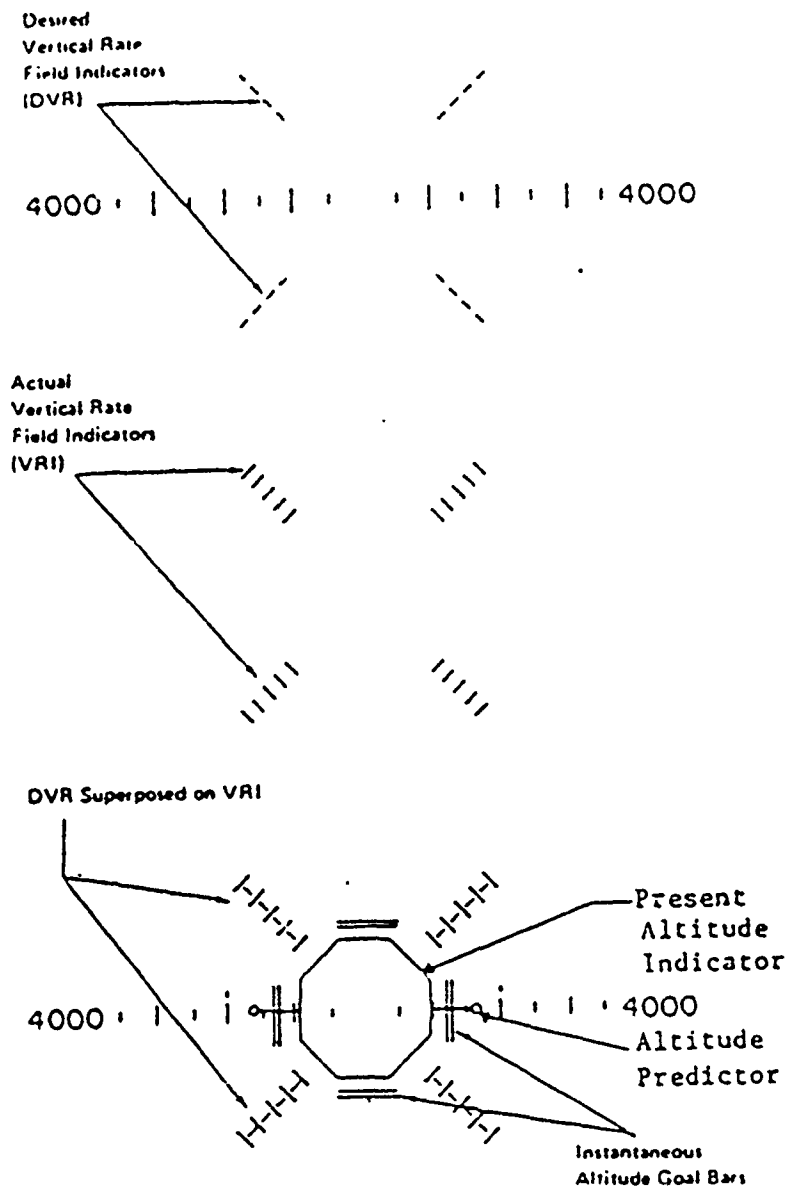 Desired
Vertical Rate
Field Indicators
(DVR)
4000 4000
Actual
Vertical Rate
Field Indicators
(VRI)
DVR Superposed on VRI
Present
Altitude
Indicator
4000 4000
Altitude
Predictor
Instantaneous
Altitude Goal Bars